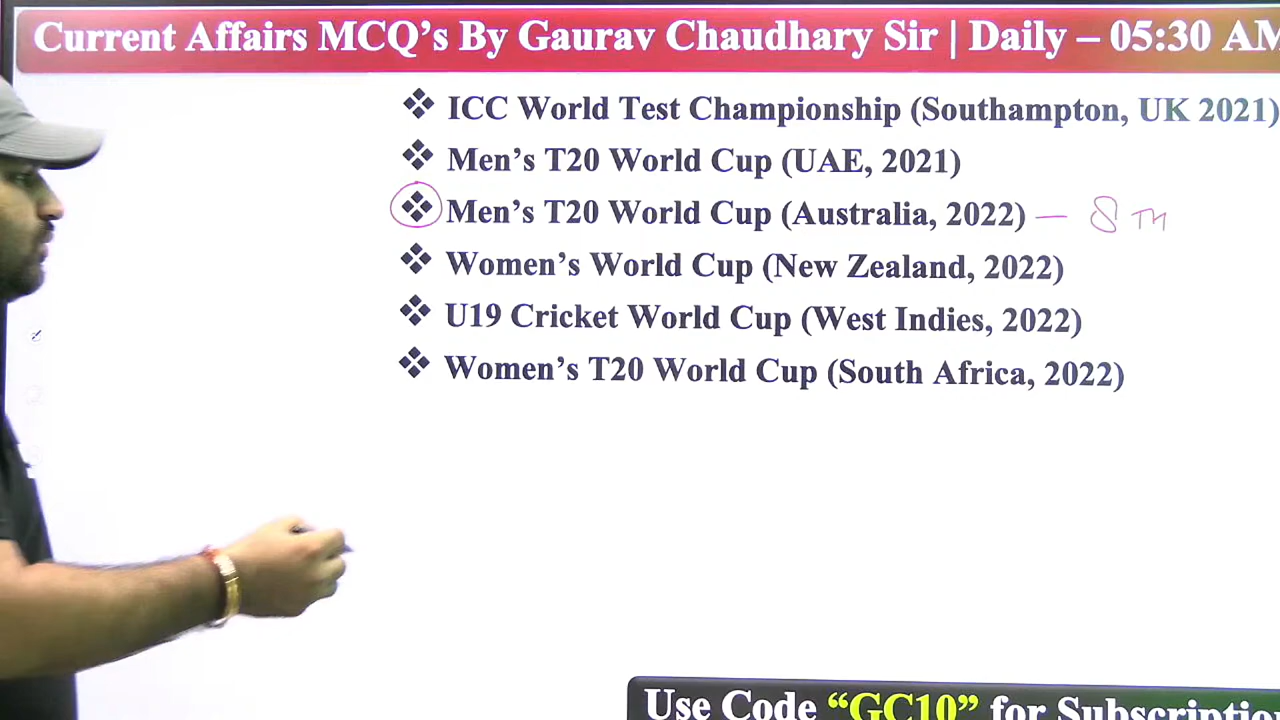 Current Affairs MCQ's By Gaurav Chaudhary Sir | Daily – 05:30 AM
❖ ICC World Test Championship (Southampton, UK 2021)
❖ Men's T20 World Cup (UAE, 2021)
❖ Men's T20 World Cup (Australia, 2022) — 8 TH
❖ Women's World Cup (New Zealand, 2022)
❖ U19 Cricket World Cup (West Indies, 2022)
❖ Women's T20 World Cup (South Africa, 2022)
Use Code “GC10” for Subscription